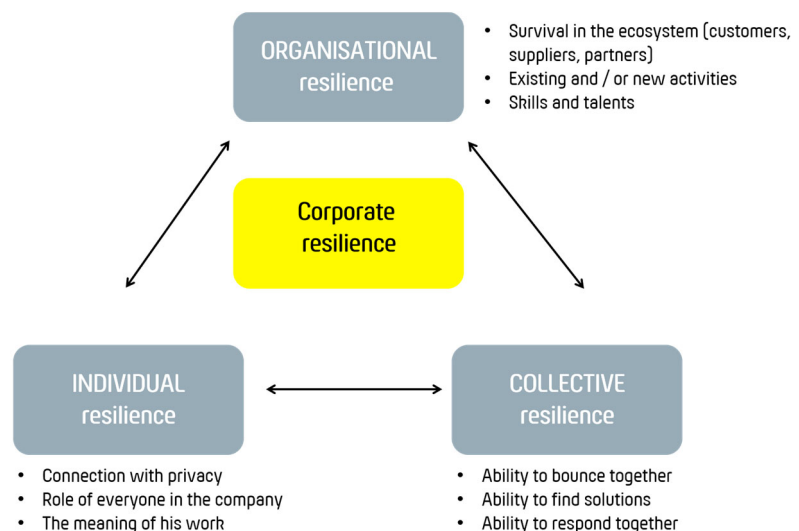 ORGANISATIONAL
resilience
• Survival in the ecosystem (customers,
suppliers, partners)
• Existing and / or new activities
• Skills and talents
Corporate
resilience
INDIVIDUAL
resilience
• Connection with privacy
• Role of everyone in the company
• The meaning of his work
COLLECTIVE
resilience
• Ability to bounce together
• Ability to find solutions
• Ability to respond together